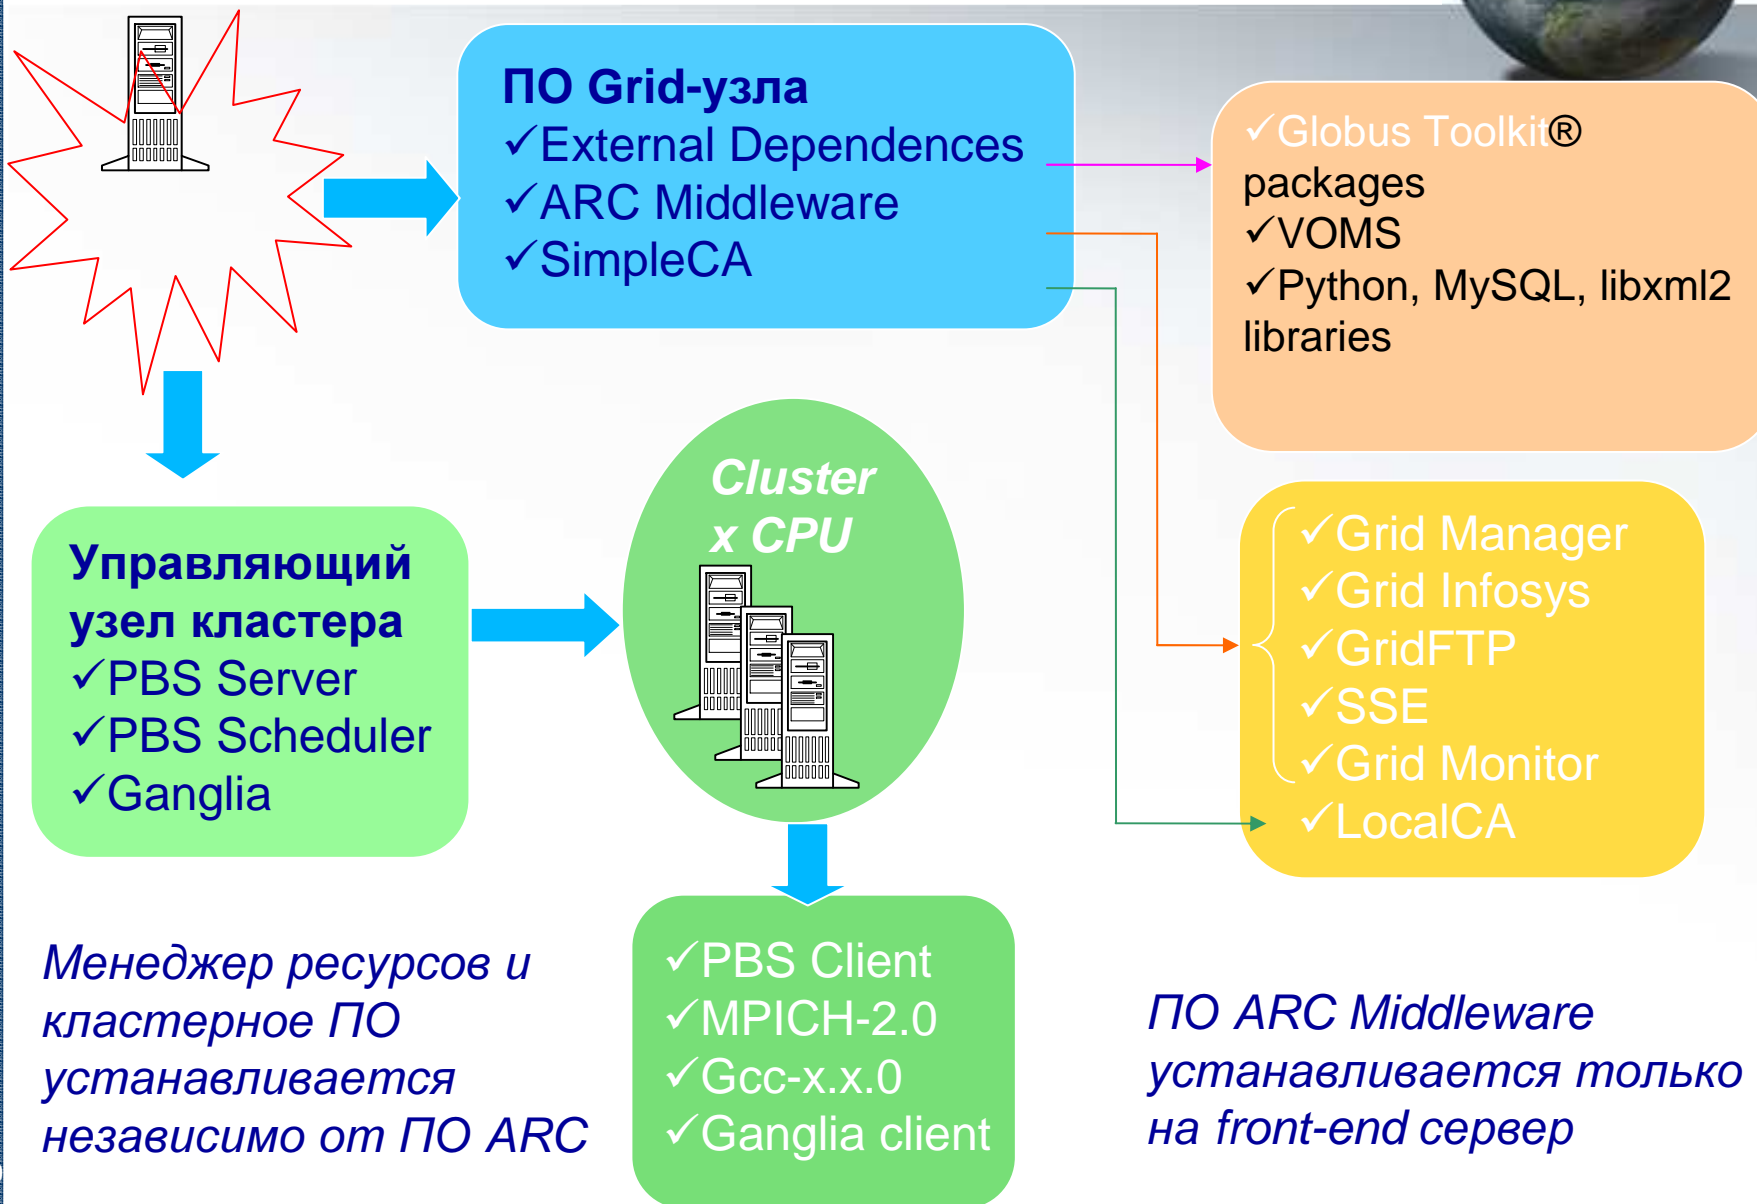 ПО Grid-узла
✓External Dependences
✓ARC Middleware
✓SimpleCA
✓Globus Toolkit®
packages
✓VOMS
✓Python, MySQL, libxml2
libraries
Cluster
x CPU
Управляющий
узел кластера
✓PBS Server
✓PBS Scheduler
✓Ganglia
✓Grid Manager
✓Grid Infosys
✓GridFTP
✓SSE
✓Grid Monitor
✓LocalCA
Менеджер ресурсов и
кластерное ПО
устанавливается
независимо от ПО ARC
✓PBS Client
✓MPICH-2.0
✓Gcc-x.x.0
✓Ganglia client
ПО ARC Middleware
устанавливается только
на front-end сервер